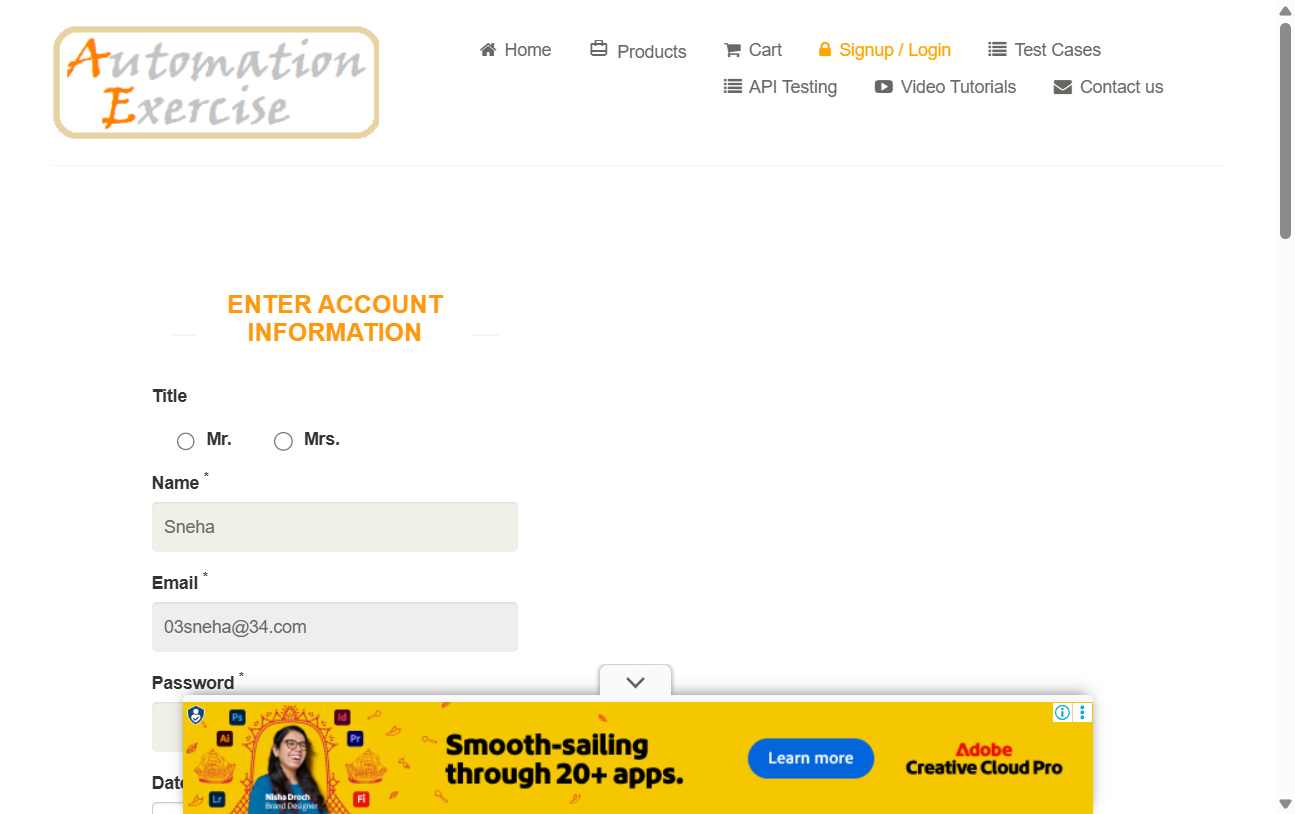 Automation
Exercise
Home
Products
Cart
Signup / Login
Test Cases
API Testing
Video Tutorials
Contact us
ENTER ACCOUNT
INFORMATION
Title
Mr.
Mrs.
Name *
Sneha
Email *
03sneha@34.com
Password *
Date
Ps
Id
Ai
Pr
Lr
Fi
Nisha Droch
Brand Designer
Smooth-sailing
through 20+ apps.
Learn more
Adobe
Creative Cloud Pro